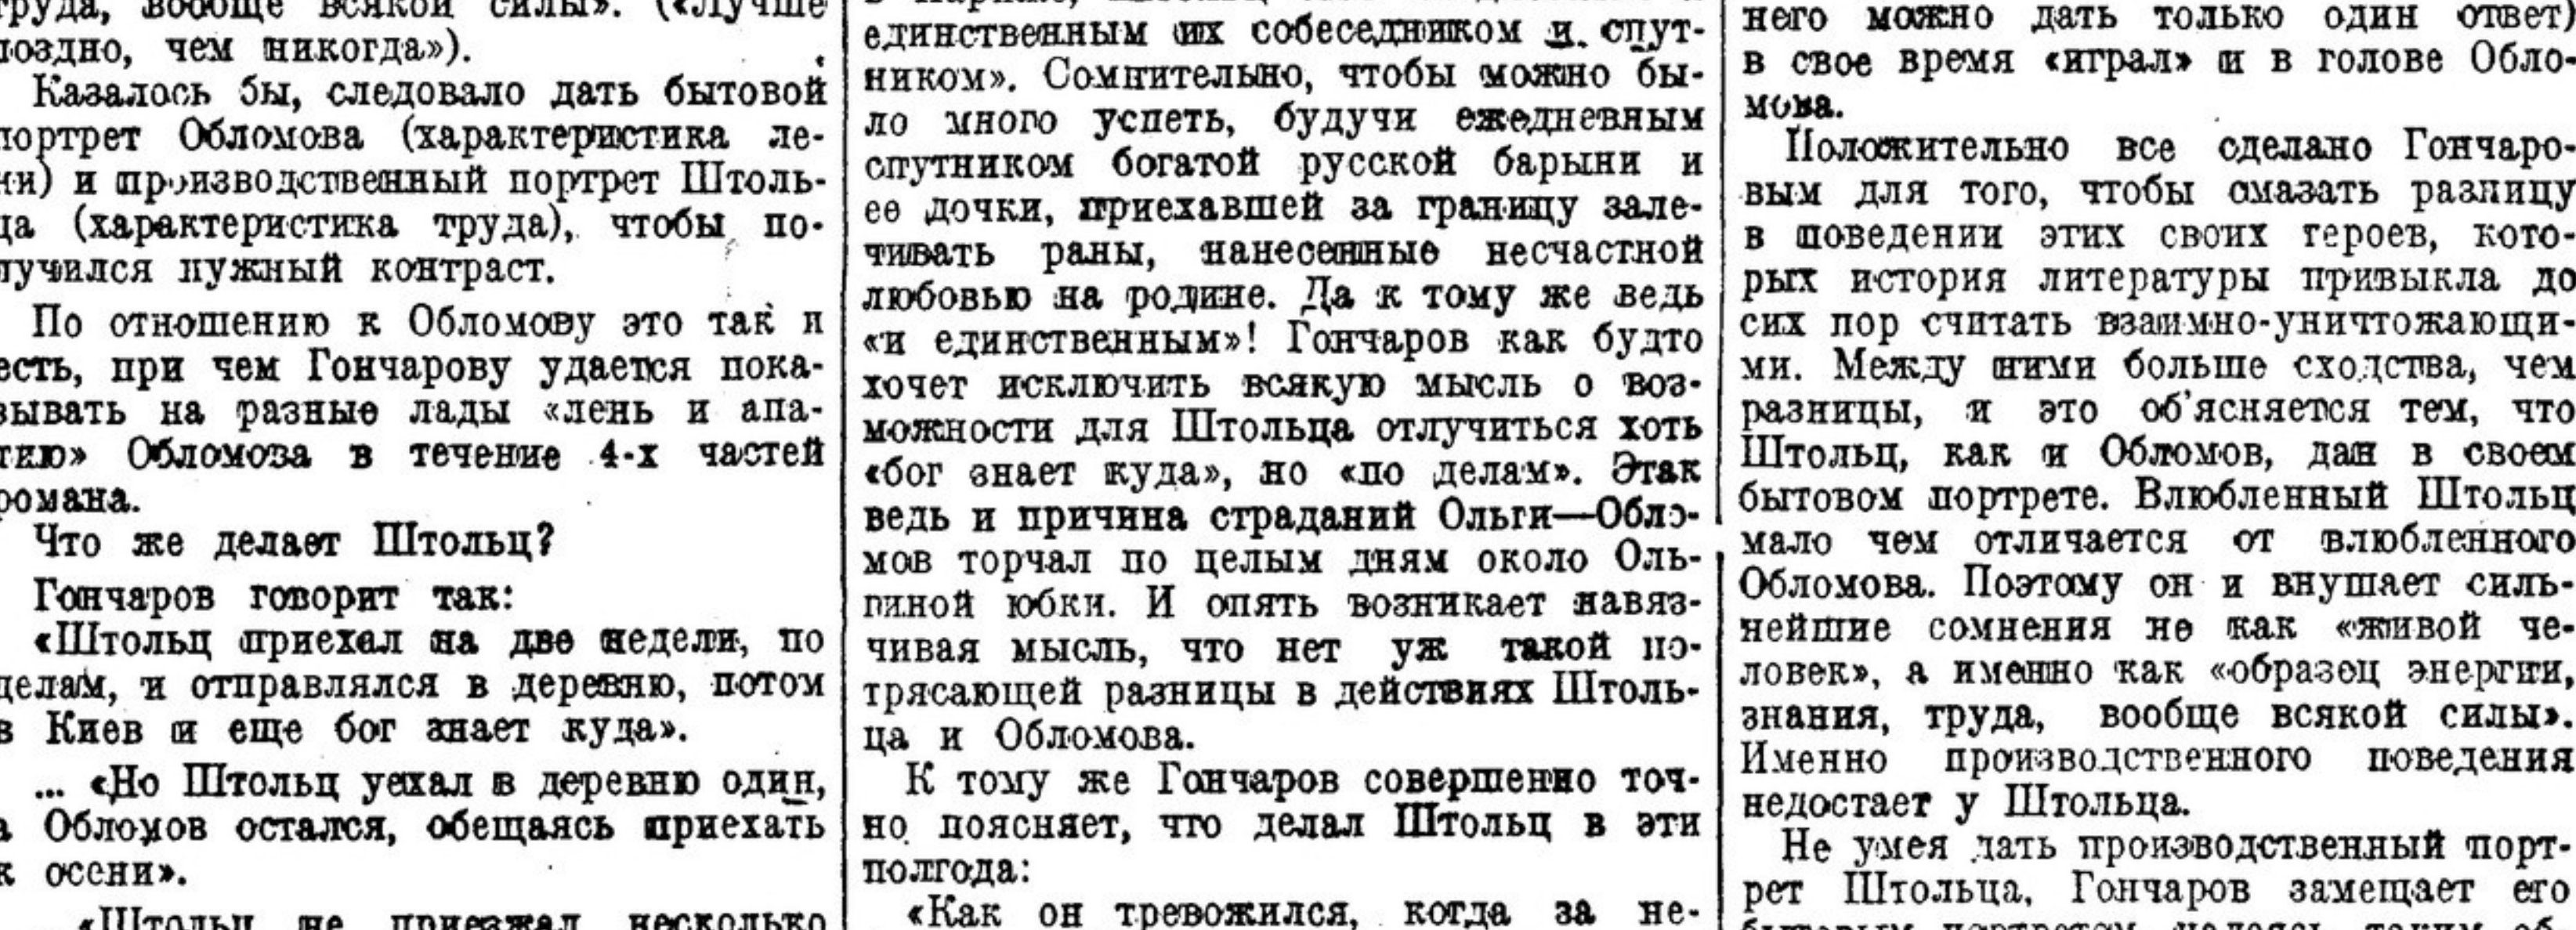 труда, вообще всякой силы». («Лучше
поздно, чем никогда»).
Казалось бы, следовало дать бытовой
портрет Обломова (характеристика ле-
ни) и производственный портрет Штоль-
ца (характеристика труда), чтобы по-
лучился нужный контраст.
По отношению к Обломову это так и
есть, при чем Гончарову удается пока-
зывать на разные лады «лень и апа-
тию» Обломова в течение 4-х частей
романа.
Что же делает Штольц?
Гончаров говорит так:
«Штольц приехал на две недели, по
делам, и отправлялся в деревню, потом
в Киев и еще бог знает куда».
... «Но Штольц уехал в деревню один,
а Обломов остался, обещаясь приехать
к осени».
«Штольц не приезжал несколько
единственным их собеседником и спут-
ником». Сомнительно, чтобы можно бы-
ло много успеть, будучи ежедневным
спутником богатой русской барыни и
ее дочки, приехавшей за границу зале-
чивать раны, нанесенные несчастной
любовью на родине. Да к тому же ведь
«и единственным»! Гончаров как будто
хочет исключить всякую мысль о воз-
можности для Штольца отлучиться хоть
«бог знает куда», но «по делам». Этак
ведь и причина страданий Ольги—Обло-
мов торчал по целым дням около Оль-
гиной юбки. И опять возникает навяз-
чивая мысль, что нет уж такой по-
трясающей разницы в действиях Штоль-
ца и Обломова.
К тому же Гончаров совершенно точ-
но поясняет, что делал Штольц в эти
полгода:
«Как он тревожился, когда за не-
него можно дать только один ответ)
в свое время «играл» и в голове Обло-
мова.
Положительно все сделано Гончаро-
вым для того, чтобы смазать разницу
в поведении этих своих героев, кото-
рых история литературы привыкла до
сих пор считать взаимно-уничтожающи-
ми. Между ними больше сходства, чем
разницы, и это об'ясняется тем, что
Штольц, как и Обломов, дан в своем
бытовом портрете. Влюбленный Штольц
мало чем отличается от влюбленного
Обломова. Поэтому он и внушает силь-
нейшие сомнения не как «живой че-
ловек», а именно как «образец энергии,
знания, труда, вообще всякой силы».
Именно производственного поведения
недостает у Штольца.
Не умея дать производственный порт-
рет Штольца, Гончаров замещает его